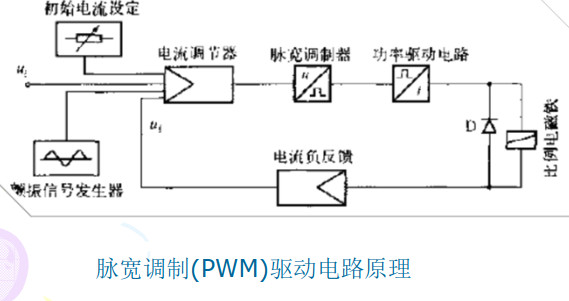 初始电流设定
电流调节器
脉宽调制器
功率驱动电路
ui
u
i
D
比例电磁铁
uf
颤振信号发生器
电流负反馈
脉宽调制(PWM)驱动电路原理